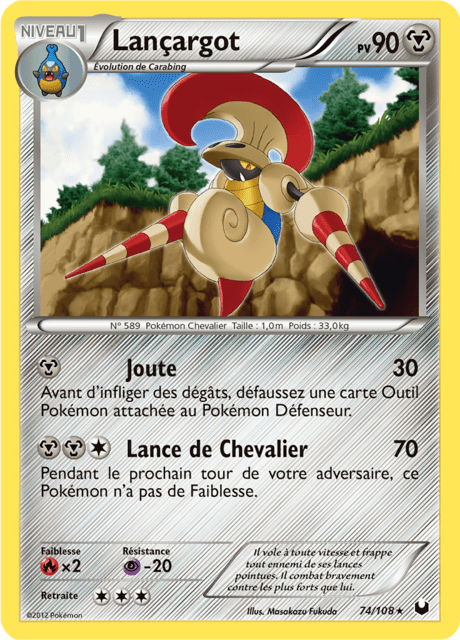 NIVEAU 1
Lançargot
PV 90
Évolution de Carabing
N° 589 Pokémon Chevalier Taille : 1,0m Poids : 33,0kg
Joute 30
Avant d'infliger des dégâts, défaussez une carte Outil
Pokémon attachée au Pokémon Défenseur.
Lance de Chevalier 70
Pendant le prochain tour de votre adversaire, ce
Pokémon n'a pas de Faiblesse.
Faiblesse Résistance
×2 -20
Retraite
Il vole à toute vitesse et frappe
tout ennemi de ses lances
pointues. Il combat bravement
contre les plus forts que lui.
©2012 Pokémon Illus. Masakazu Fukuda 74/108 ★